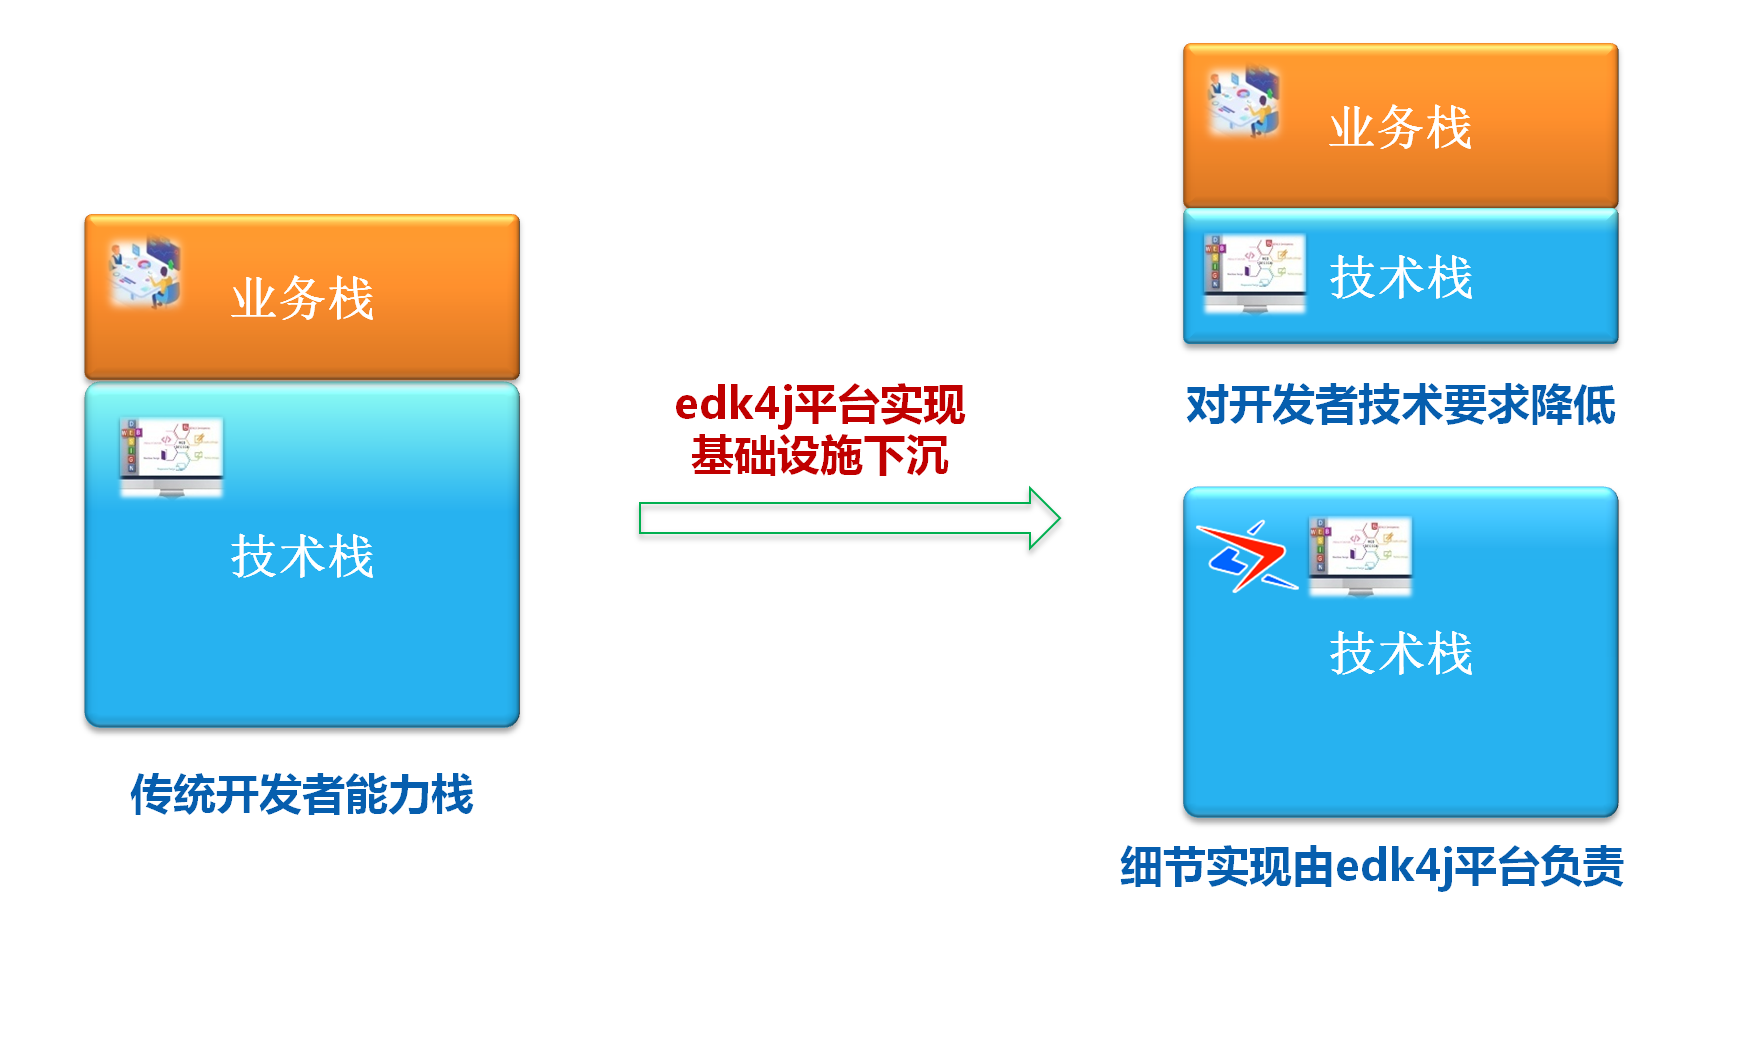 业务栈
技术栈
传统开发者能力栈
edk4j平台实现
基础设施下沉
业务栈
技术栈
对开发者技术要求降低
技术栈
细节实现由edk4j平台负责